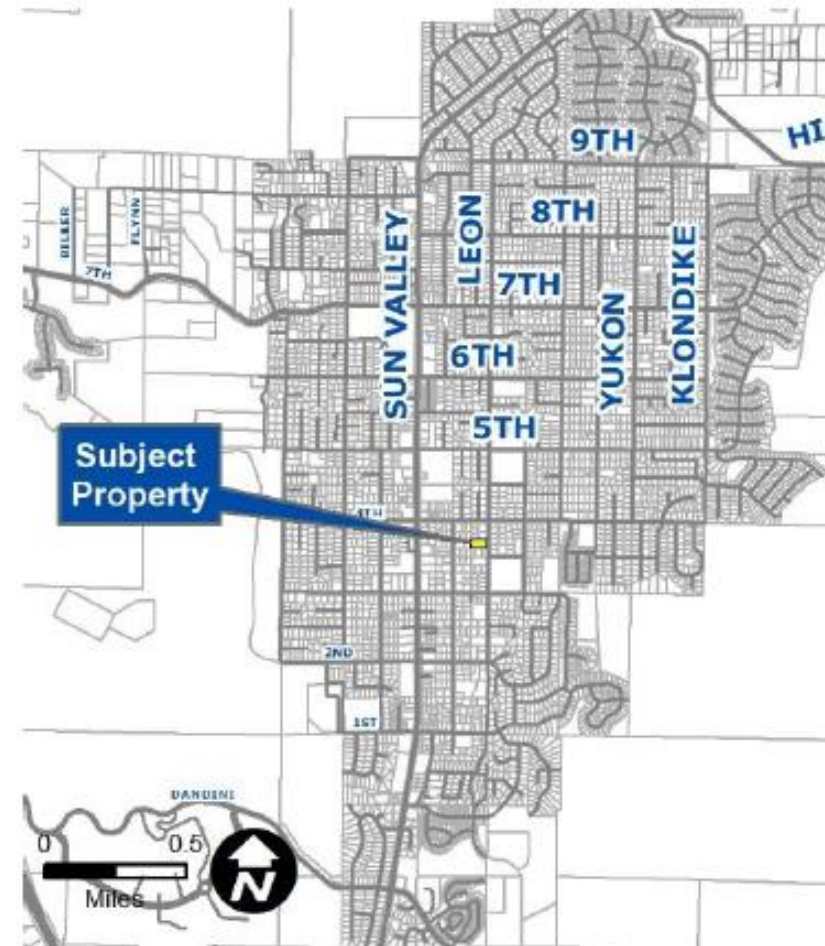 9TH
HI
8TH
LEON
SUN VALLEY
KLONDIKE
FLYNN
7TH
7TH
YUKON
6TH
5TH
Subject
Property
4TH
2ND
1ST
DANDINI
0 0.5
Miles
N